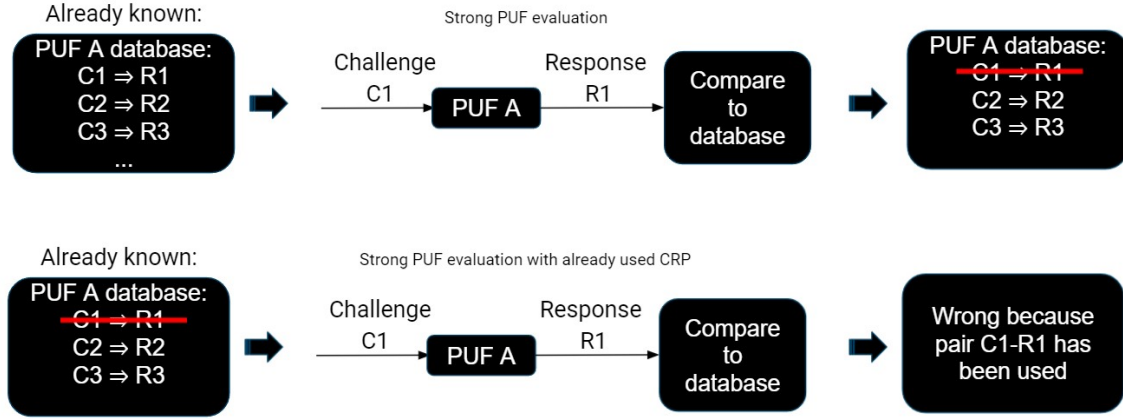 Already known:
Strong PUF evaluation
PUF A database:
C1 ⇒ R1
C2 ⇒ R2
C3 ⇒ R3
...
Challenge
C1
PUF A
Response
R1
Compare
to
database
PUF A database:
C1 ⇒ R1
C2 ⇒ R2
C3 ⇒ R3
Already known:
Strong PUF evaluation with already used CRP
PUF A database:
C1 ⇒ R1
C2 ⇒ R2
C3 ⇒ R3
Challenge
C1
PUF A
Response
R1
Compare
to
database
Wrong because
pair C1-R1 has
been used